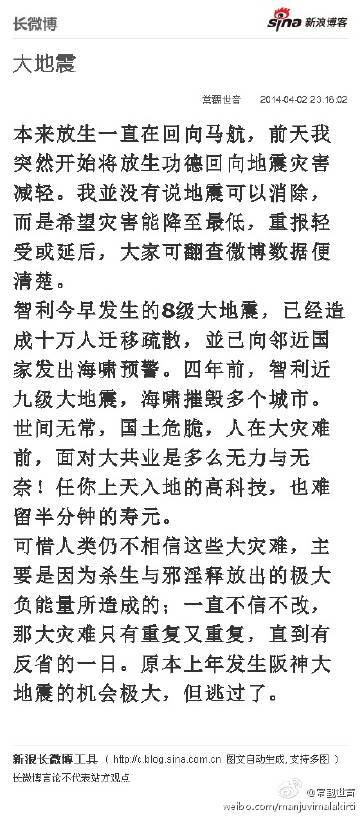 长微博
sina 新浪博客
大地震
常翻世音 2014-04-02 23:16:02
本来放生一直在回向马航，前天我
突然开始将放生功德回向地震灾害
减轻。我並没有说地震可以消除，
而是希望灾害能降至最低，重报轻
受或延后，大家可翻查微博数据便
清楚。
智利今早发生的8级大地震，已经造
成十万人迁移疏散，並已向邻近国
家发出海啸预警。四年前，智利近
九级大地震，海啸摧毁多个城市。
世间无常，国土危脆，人在大灾难
前，面对大共业是多么无力与无
奈！任你上天入地的高科技，也难
留半分钟的寿元。
可惜人类仍不相信这些大灾难，主
要是因为杀生与邪淫释放出的极大
负能量所造成的；一直不信不改，
那大灾难只有重复又重复，直到有
反省的一日。原本上年发生阪神大
地震的机会极大，但逃过了。
新浪长微博工具（ http://c.blog.sina.com.cn 图文自动生成,支持多图 ）
长微博言论不代表站方观点
@常翻世音
weibo.com/manjuvimalakirti